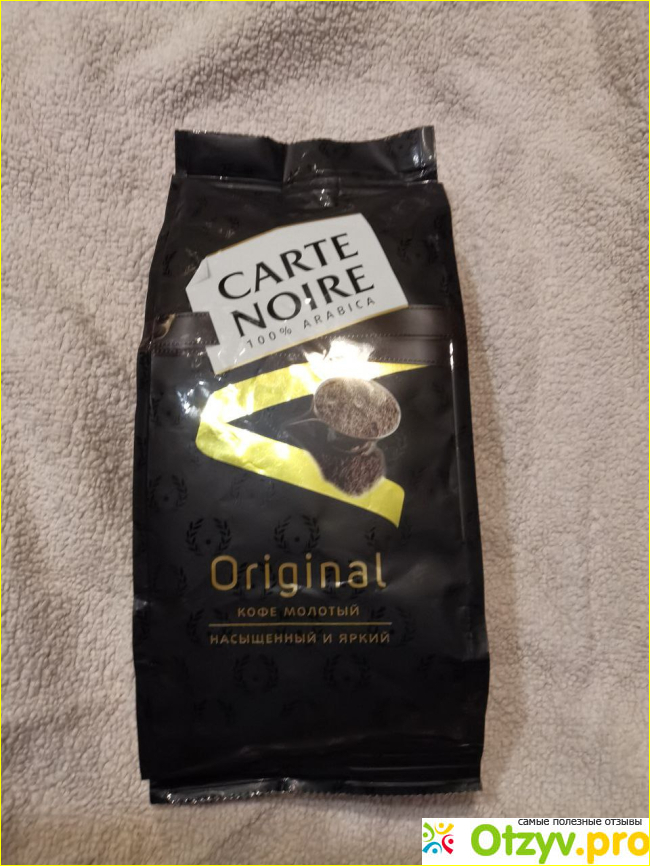 CARTE
NOIRE
100% ARABICA
Original
КОФЕ МОЛОТЫЙ
НАСЫЩЕННЫЙ И ЯРКИЙ
самые полезные отзывы
Otzyv.pro